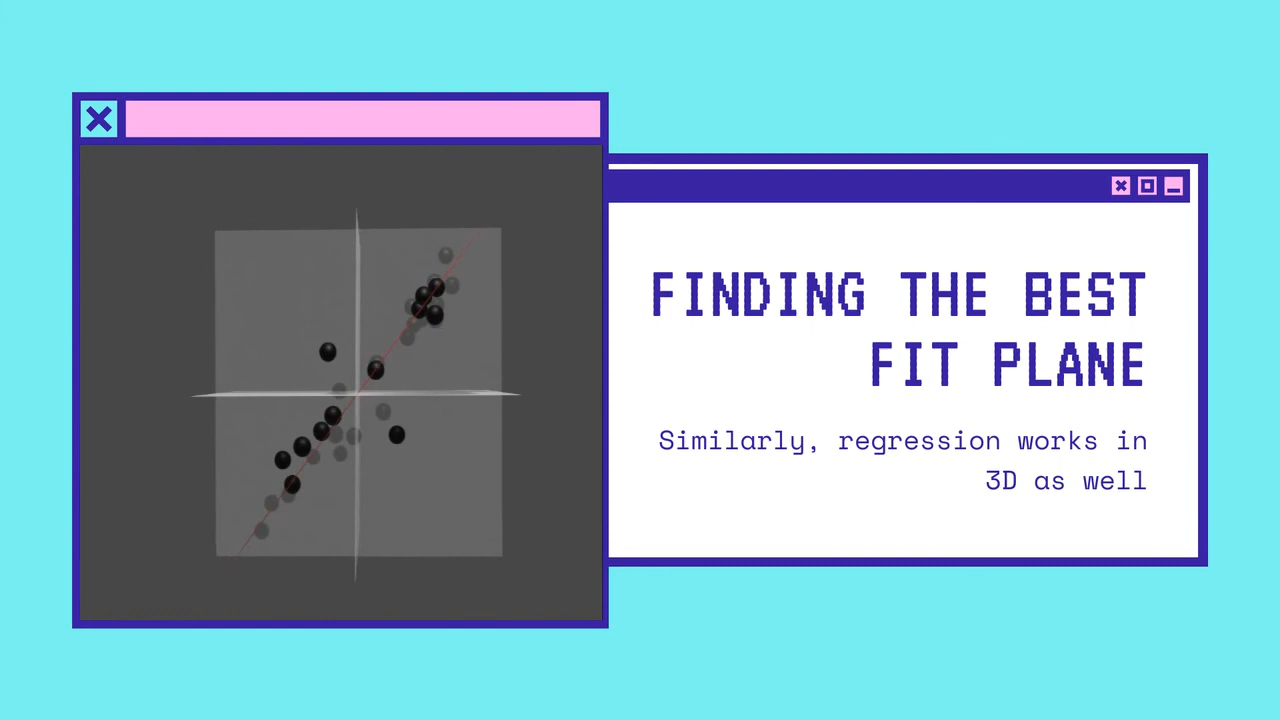 FINDING THE BEST
FIT PLANE
Similarly, regression works in
3D as well